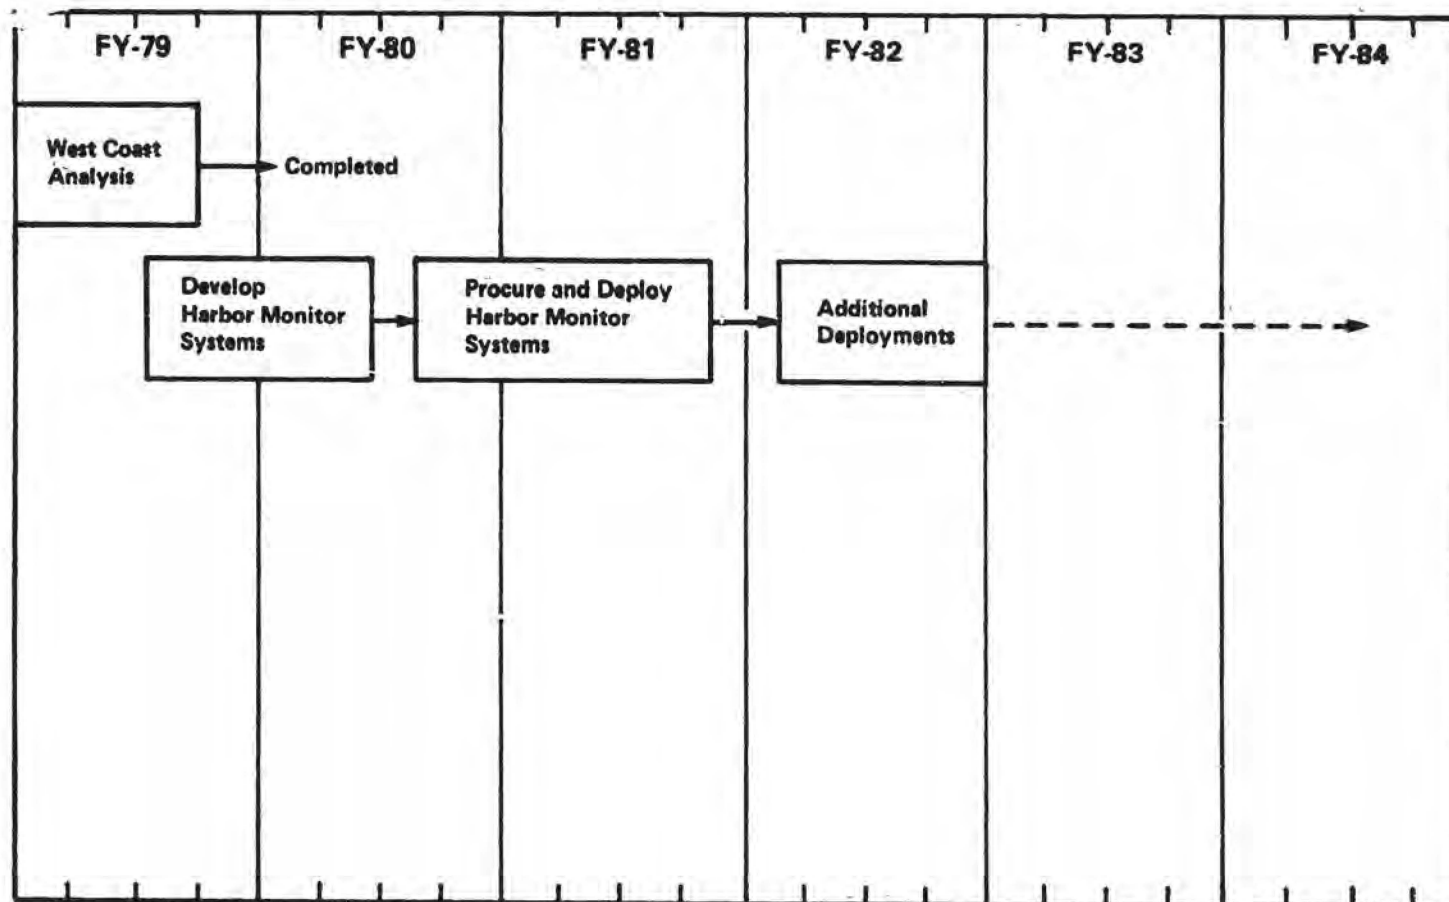 FY-79 FY-80 FY-81 FY-82 FY-83 FY-84
West Coast
Analysis
Completed
Develop
Harbor Monitor
Systems
Procure and Deploy
Harbor Monitor
Systems
Additional
Deployments